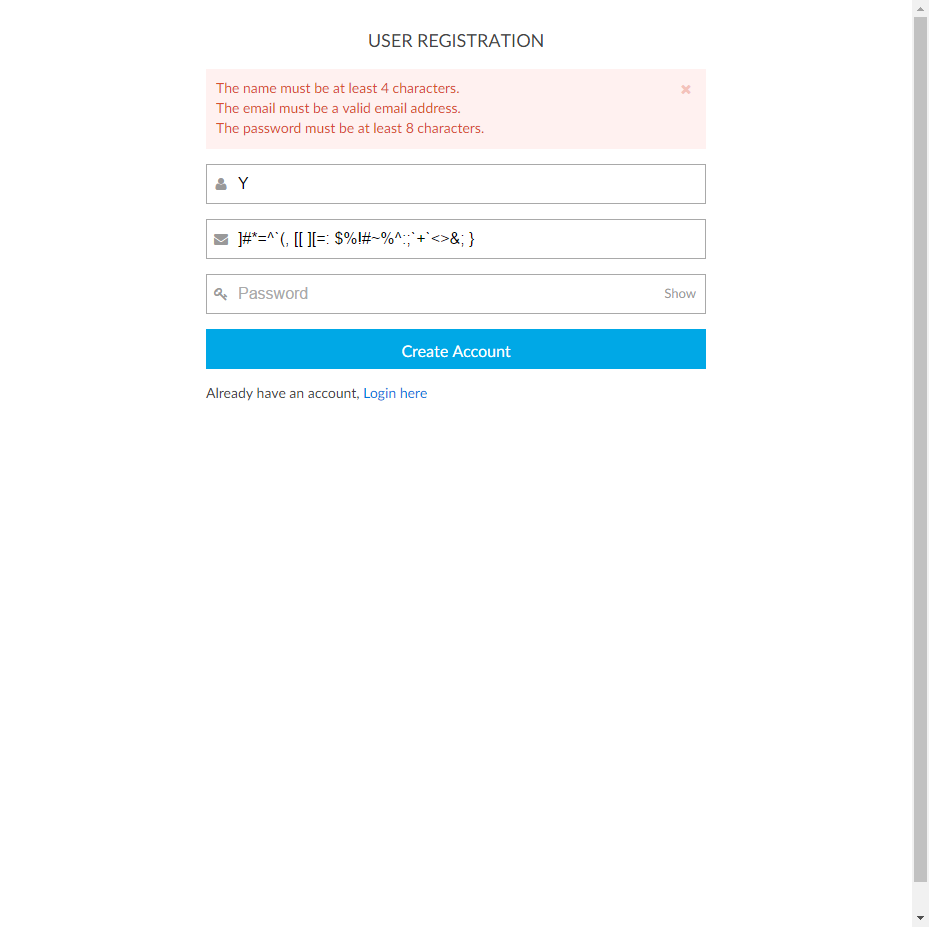 USER REGISTRATION
The name must be at least 4 characters.
The email must be a valid email address.
The password must be at least 8 characters.
Y
]#*=^`(, [[ ][=: $%!#~%^:;`+`<>&; }
Password
Show
Create Account
Already have an account, Login here